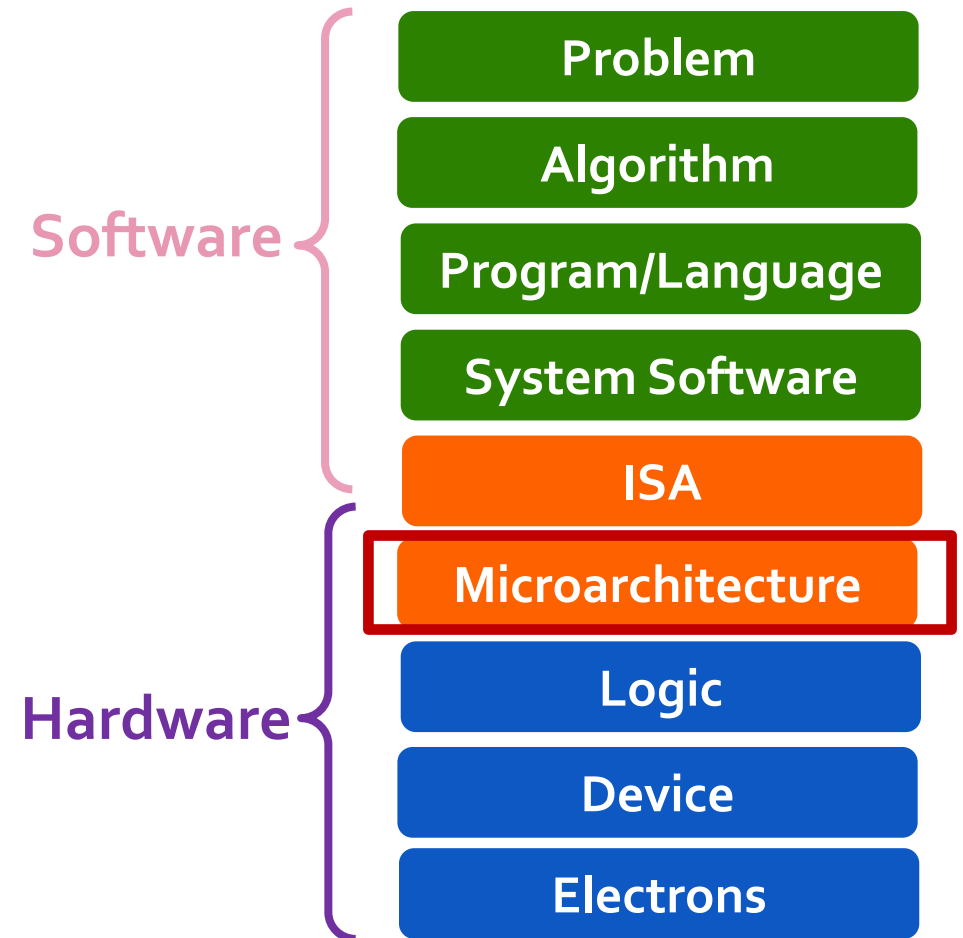 Problem
Algorithm
Software
Program/Language
System Software
ISA
Microarchitecture
Logic
Hardware
Device
Electrons